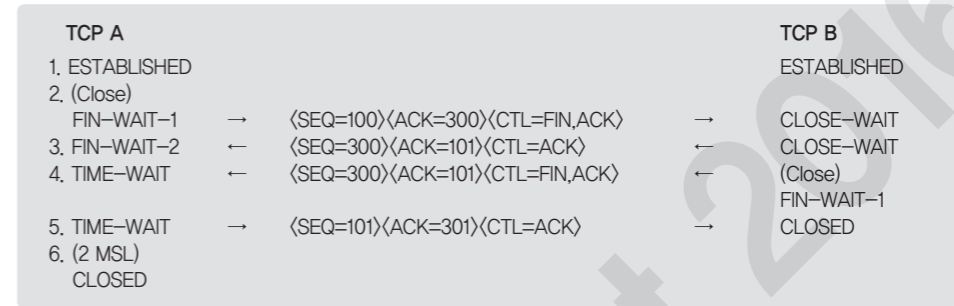 TCP A TCP B
1. ESTABLISHED ESTABLISHED
2. (Close)
FIN-WAIT-1 → 〈SEQ=100〉〈ACK=300〉〈CTL=FIN,ACK〉 → CLOSE-WAIT
3. FIN-WAIT-2 ← 〈SEQ=300〉〈ACK=101〉〈CTL=ACK〉 ← CLOSE-WAIT
4. TIME-WAIT ← 〈SEQ=300〉〈ACK=101〉〈CTL=FIN,ACK〉 ← (Close)
FIN-WAIT-1
5. TIME-WAIT → 〈SEQ=101〉〈ACK=301〉〈CTL=ACK〉 → CLOSED
6. (2 MSL)
CLOSED